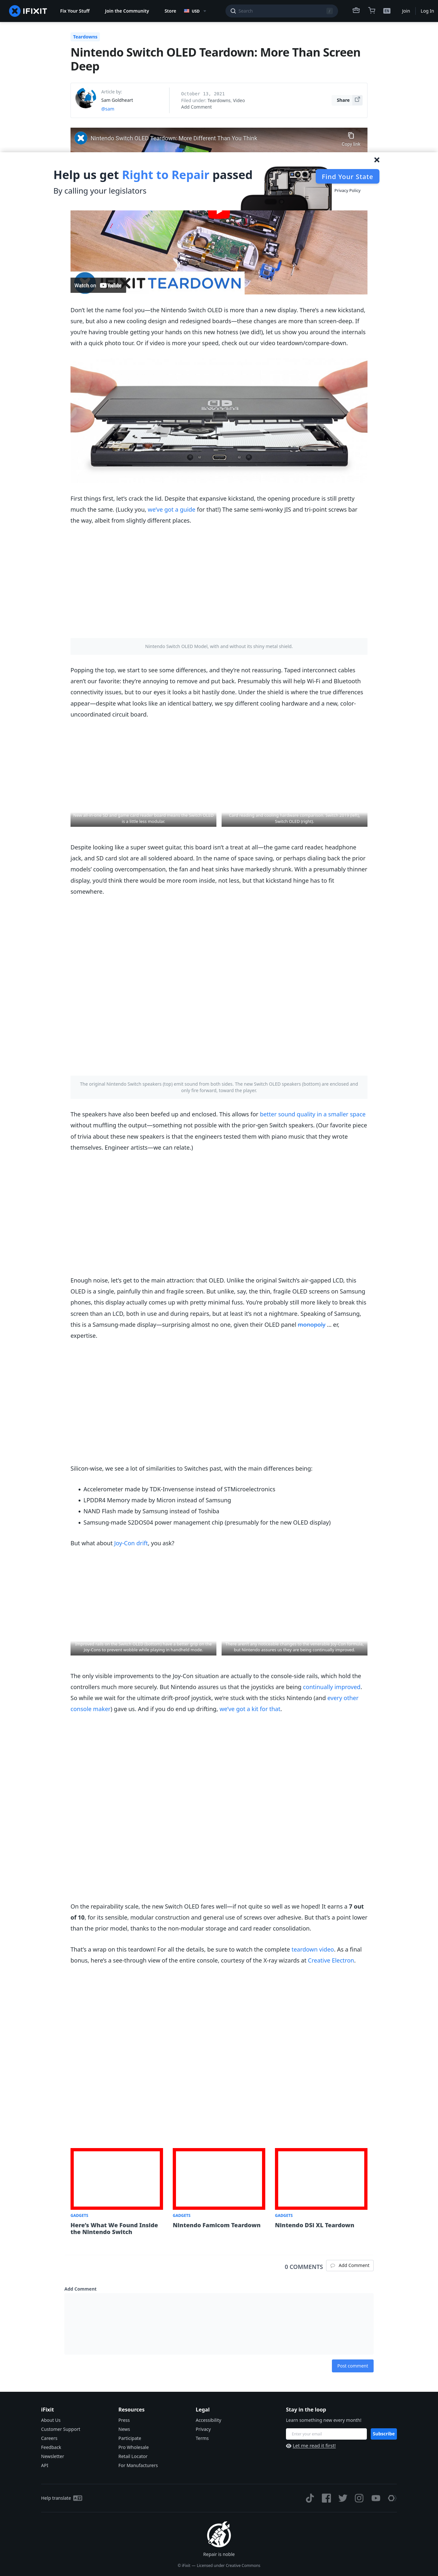 IFIXIT
Fix Your Stuff
Join the Community
Store
USD
Search
Join
Log In
Teardowns
Nintendo Switch OLED Teardown: More Than Screen
Deep
Article by:
Sam Goldheart
@sam
October 13, 2021
Filed under: Teardowns, Video
Add Comment
Share
Nintendo Switch OLED Teardown: More Different Than You Think
Copy link
Help us get Right to Repair passed
By calling your legislators
Find Your State
Privacy Policy
Watch on YouTube
IFIXIT TEARDOWN
Don't let the name fool you—the Nintendo Switch OLED is more than a new display. There's a new kickstand,
sure, but also a new cooling design and redesigned boards—these changes are more than screen-deep. If
you're having trouble getting your hands on this new hotness (we did!), let us show you around the internals
with a quick photo tour. Or if video is more your speed, check out our video teardown/compare-down.
First things first, let's crack the lid. Despite that expansive kickstand, the opening procedure is still pretty
much the same. (Lucky you, we've got a guide for that!) The same semi-wonky JIS and tri-point screws bar
the way, albeit from slightly different places.
Nintendo Switch OLED Model, with and without its shiny metal shield.
Popping the top, we start to see some differences, and they're not reassuring. Taped interconnect cables
aren't our favorite: they're annoying to remove and put back. Presumably this will help Wi-Fi and Bluetooth
connectivity issues, but to our eyes it looks a bit hastily done. Under the shield is where the true differences
appear—despite what looks like an identical battery, we spy different cooling hardware and a new, color-
uncoordinated circuit board.
is a little less modular.
Switch OLED (right).
Despite looking like a super sweet guitar, this board isn't a treat at all—the game card reader, headphone
jack, and SD card slot are all soldered aboard. In the name of space saving, or perhaps dialing back the prior
models' cooling overcompensation, the fan and heat sinks have markedly shrunk. With a presumably thinner
display, you'd think there would be more room inside, not less, but that kickstand hinge has to fit
somewhere.
The original Nintendo Switch speakers (top) emit sound from both sides. The new Switch OLED speakers (bottom) are enclosed and
only fire forward, toward the player.
The speakers have also been beefed up and enclosed. This allows for better sound quality in a smaller space
without muffling the output—something not possible with the prior-gen Switch speakers. (Our favorite piece
of trivia about these new speakers is that the engineers tested them with piano music that they wrote
themselves. Engineer artists—we can relate.)
Enough noise, let's get to the main attraction: that OLED. Unlike the original Switch's air-gapped LCD, this
OLED is a single, painfully thin and fragile screen. But unlike, say, the thin, fragile OLED screens on Samsung
phones, this display actually comes up with pretty minimal fuss. You're probably still more likely to break this
screen than an LCD, both in use and during repairs, but at least it's not a nightmare. Speaking of Samsung,
this is a Samsung-made display—surprising almost no one, given their OLED panel monopoly ... er,
expertise.
Silicon-wise, we see a lot of similarities to Switches past, with the main differences being:
• Accelerometer made by TDK-Invensense instead of STMicroelectronics
• LPDDR4 Memory made by Micron instead of Samsung
• NAND Flash made by Samsung instead of Toshiba
• Samsung-made S2DOS04 power management chip (presumably for the new OLED display)
But what about Joy-Con drift, you ask?
Joy-Cons to prevent wobble while playing in handheld mode.
but Nintendo assures us they are being continually improved.
The only visible improvements to the Joy-Con situation are actually to the console-side rails, which hold the
controllers much more securely. But Nintendo assures us that the joysticks are being continually improved.
So while we wait for the ultimate drift-proof joystick, we're stuck with the sticks Nintendo (and every other
console maker) gave us. And if you do end up drifting, we've got a kit for that.
On the repairability scale, the new Switch OLED fares well—if not quite so well as we hoped! It earns a 7 out
of 10, for its sensible, modular construction and general use of screws over adhesive. But that's a point lower
than the prior model, thanks to the non-modular storage and card reader consolidation.
That's a wrap on this teardown! For all the details, be sure to watch the complete teardown video. As a final
bonus, here's a see-through view of the entire console, courtesy of the X-ray wizards at Creative Electron.
GADGETS
Here's What We Found Inside
the Nintendo Switch
GADGETS
Nintendo Famicom Teardown
GADGETS
Nintendo DSi XL Teardown
0 COMMENTS
Add Comment
Add Comment
Post comment
iFixit
About Us
Customer Support
Careers
Feedback
Newsletter
API
Resources
Press
News
Participate
Pro Wholesale
Retail Locator
For Manufacturers
Legal
Accessibility
Privacy
Terms
Stay in the loop
Learn something new every month!
Enter your email
Subscribe
Let me read it first!
Help translate
Repair is noble
© iFixit — Licensed under Creative Commons